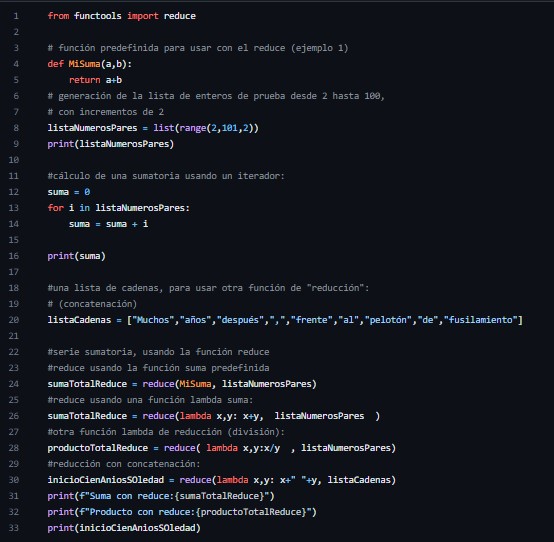 1 from functools import reduce
2
3 # función predefinida para usar con el reduce (ejemplo 1)
4 def MiSuma(a,b):
5     return a+b
6 # generación de la lista de enteros de prueba desde 2 hasta 100,
7 # con incrementos de 2
8 listaNumerosPares = list(range(2,101,2))
9 print(listaNumerosPares)
10
11 #cálculo de una sumatoria usando un iterador:
12 suma = 0
13 for i in listaNumerosPares:
14     suma = suma + i
15
16 print(suma)
17
18 #una lista de cadenas, para usar otra función de "reducción":
19 # (concatenación)
20 listaCadenas = ["Muchos","años","después",",","frente","al","pelotón","de","fusilamiento"]
21
22 #serie sumatoria, usando la función reduce
23 #reduce usando la función suma predefinida
24 sumaTotalReduce = reduce(MiSuma, listaNumerosPares)
25 #reduce usando una función lambda suma:
26 sumaTotalReduce = reduce(lambda x,y: x+y,  listaNumerosPares  )
27 #otra función lambda de reducción (división):
28 productoTotalReduce = reduce( lambda x,y:x/y  , listaNumerosPares)
29 #reducción con concatenación:
30 inicioCienAniosSOledad = reduce(lambda x,y: x+" "+y, listaCadenas)
31 print(f"Suma con reduce:{sumaTotalReduce}")
32 print(f"Producto con reduce:{productoTotalReduce}")
33 print(inicioCienAniosSOledad)